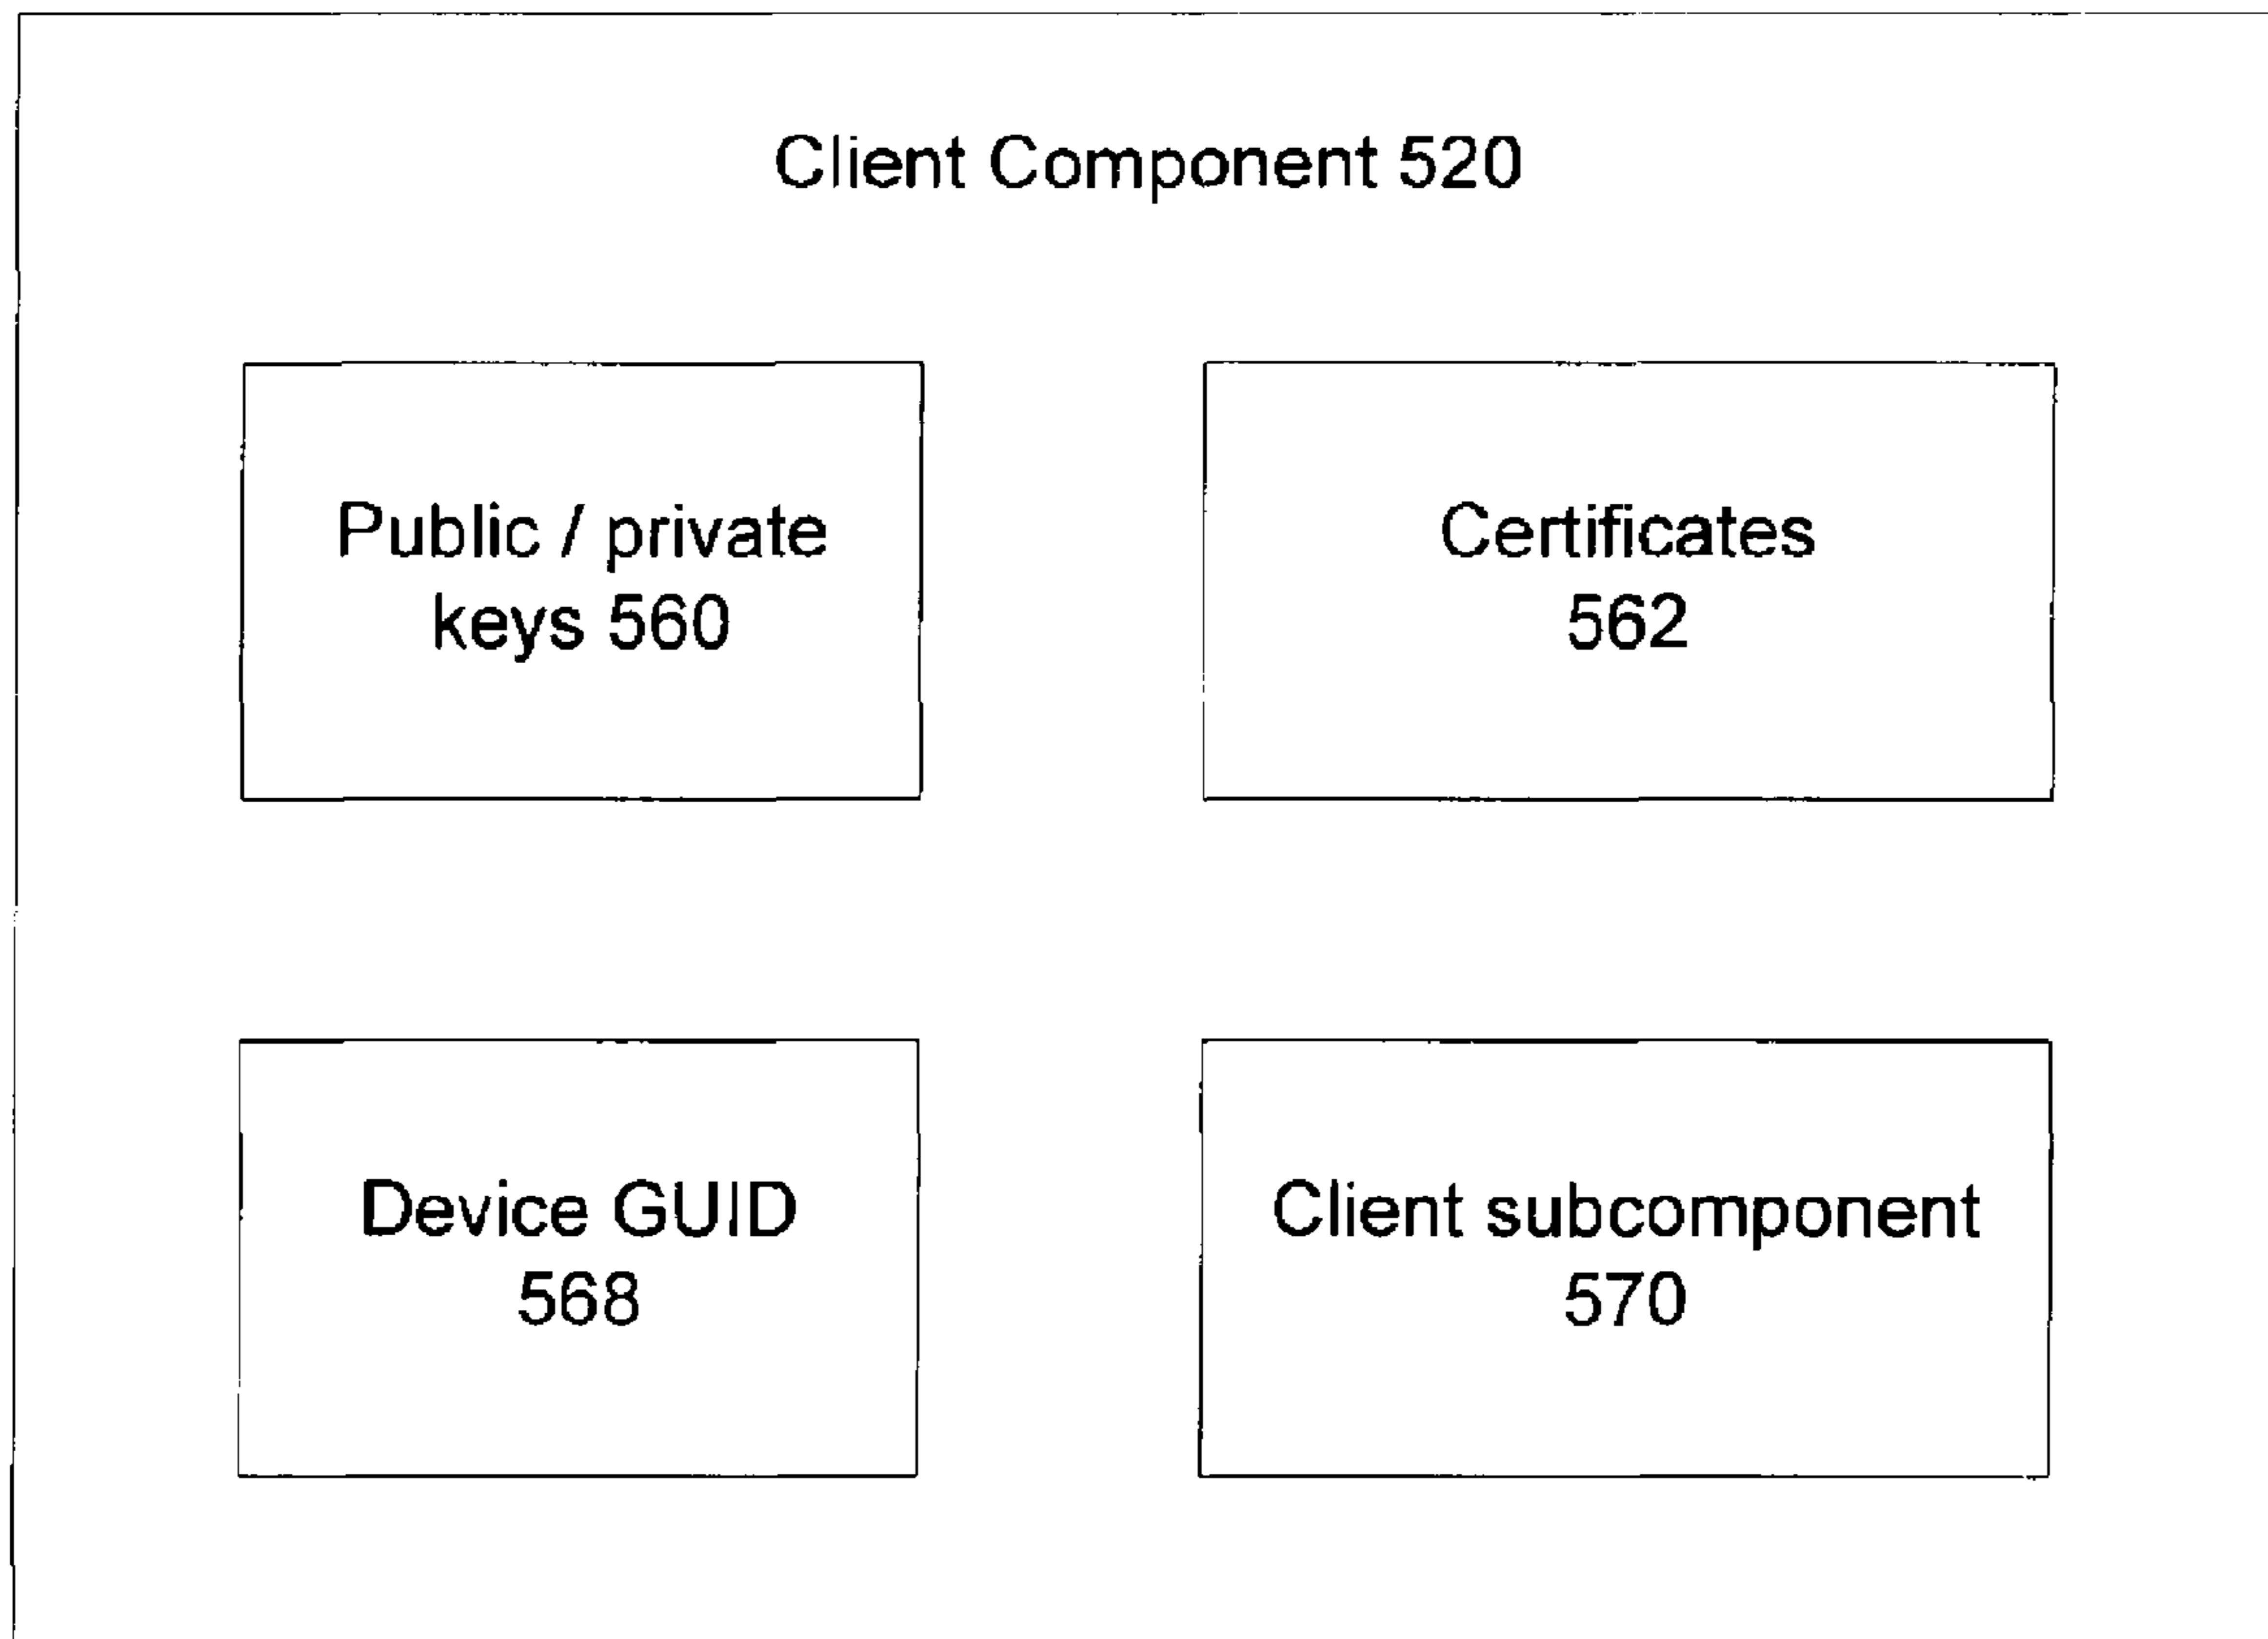 Client Component 520
Public / private
keys 560
Certificates
562
Device GUID
568
Client subcomponent
570